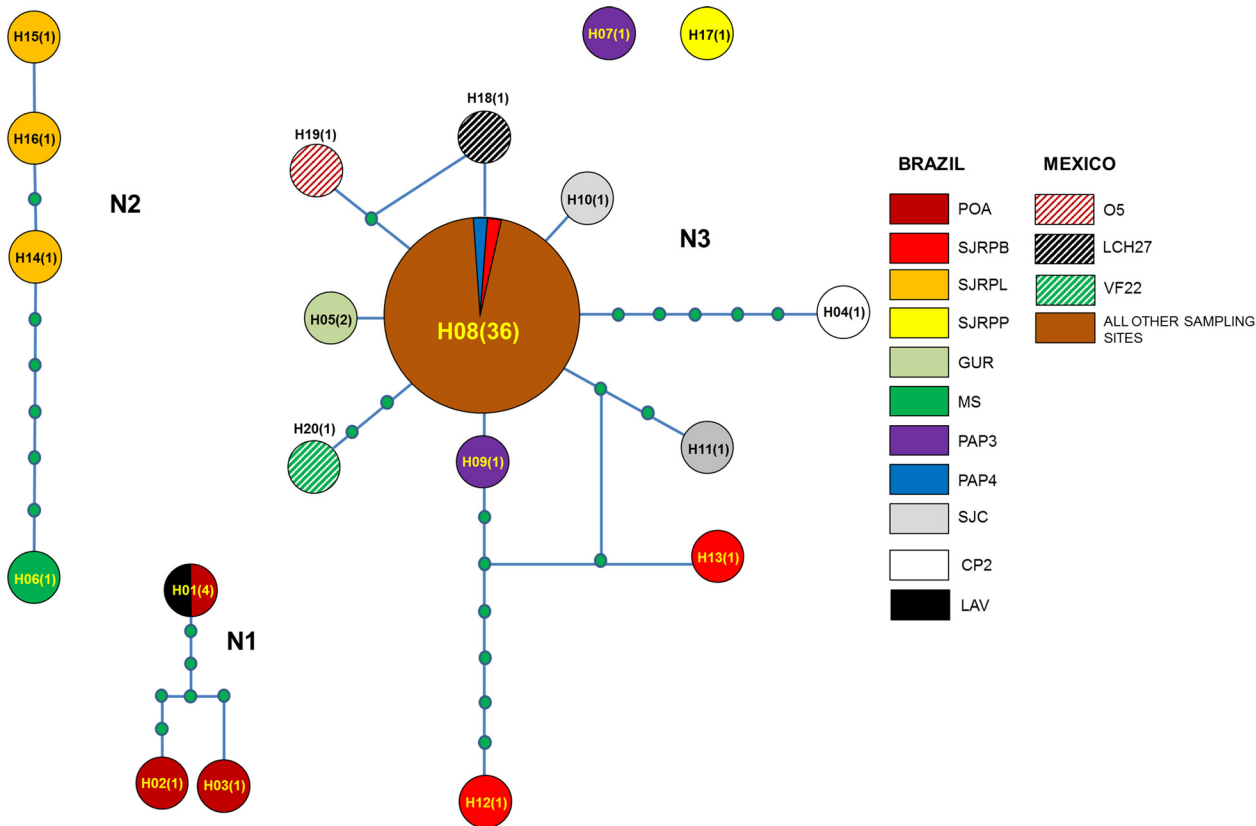 H15(1)
H07(1)
H17(1)
H18(1)
H19(1)
H16(1)
N2
H10(1)
N3
H14(1)
H05(2)
H08(36)
H04(1)
H20(1)
H11(1)
H09(1)
H13(1)
H06(1)
H01(4)
N1
H02(1)
H03(1)
H12(1)
BRAZIL
POA
SJRPB
SJRPL
SJRPP
GUR
MS
PAP3
PAP4
SJC
CP2
LAV
MEXICO
O5
LCH27
VF22
ALL OTHER SAMPLING
SITES